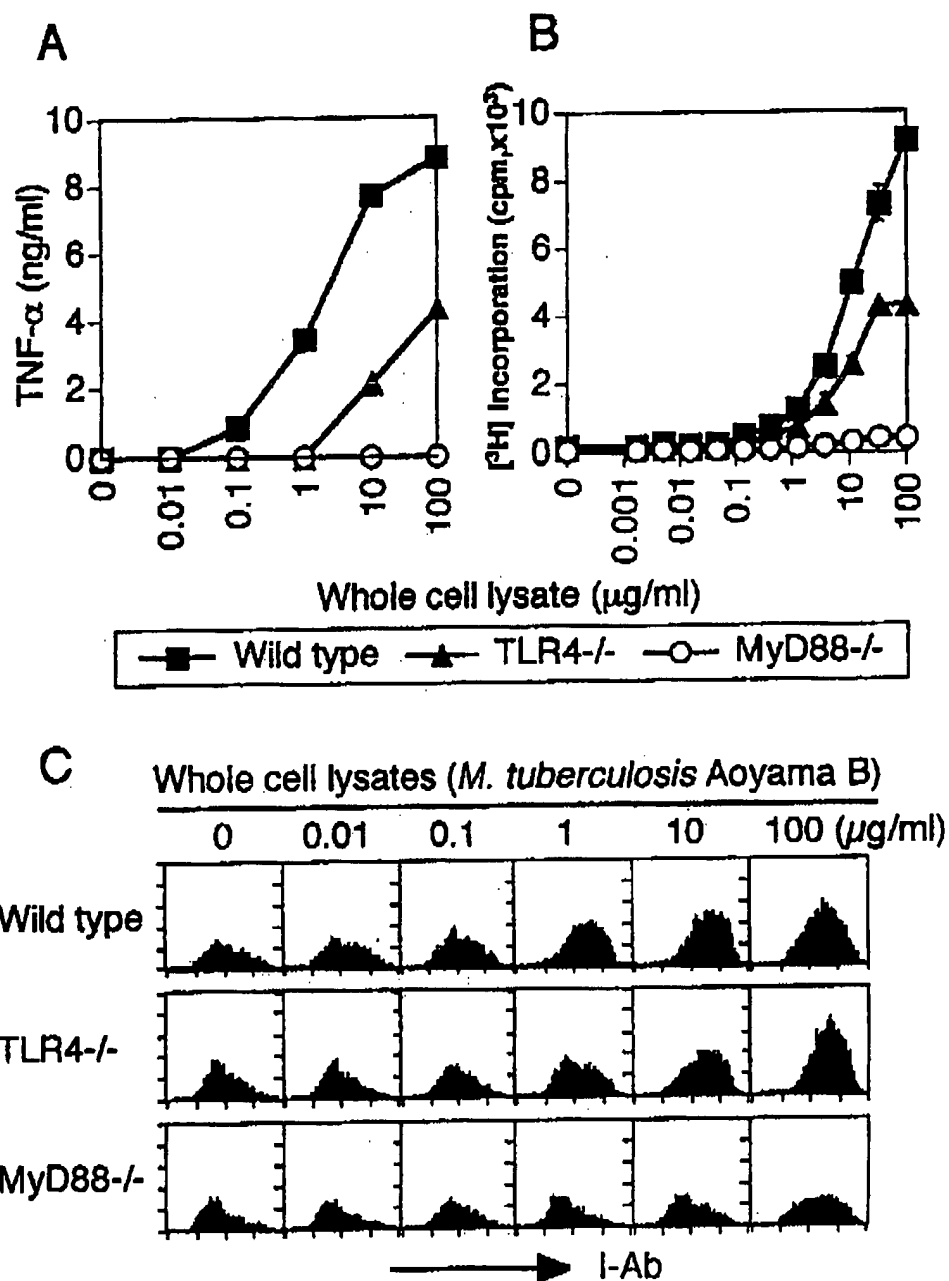 A
B
TNF-α (ng/ml)
10
8
6
4
2
0
0
0.01
0.1
1
10
100
[³H] Incorporation (cpm,x10³)
10
8
6
4
2
0
0
0.001
0.01
0.1
1
10
100
Whole cell lysate (μg/ml)
Wild type TLR4-/- MyD88-/-
C
Whole cell lysates (M. tuberculosis Aoyama B)
0 0.01 0.1 1 10 100 (μg/ml)
Wild type
TLR4-/-
MyD88-/-
I-Ab